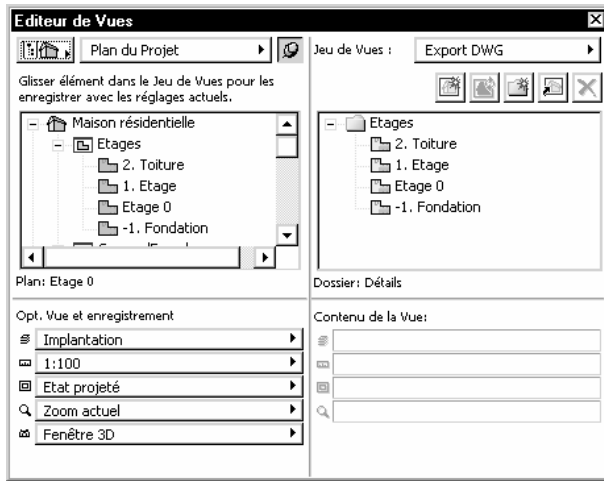 Editeur de Vues
Plan du Projet
Jeu de Vues :
Export DWG
Glisser élément dans le Jeu de Vues pour les
enregistrer avec les réglages actuels.
Maison résidentielle
Etages
2. Toiture
1. Etage
Etage 0
-1. Fondation
Etages
2. Toiture
1. Etage
Etage 0
-1. Fondation
Plan: Etage 0
Dossier: Détails
Opt. Vue et enregistrement
Contenu de la Vue:
Implantation
1:100
Etat projeté
Zoom actuel
Fenêtre 3D